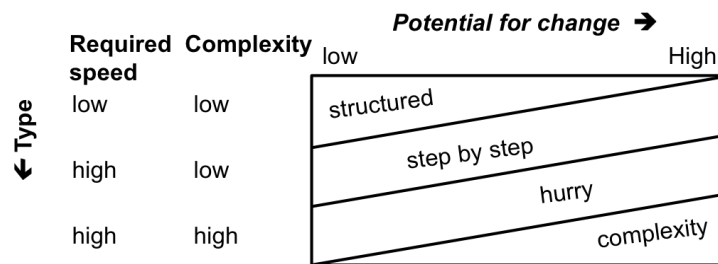 Potential for change ➔
Required Complexity
speed
low High
low low
structured
← Type
step by step
high low
hurry
high high
complexity